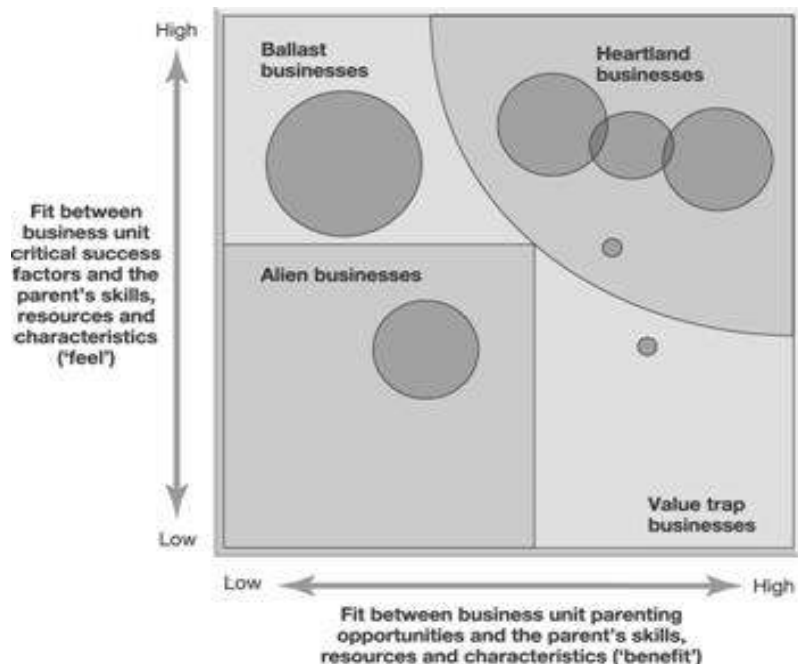 High
Ballast
businesses
Heartland
businesses
Fit between
business unit
critical success
factors and the
parent's skills,
resources and
characteristics
('feel')
Alien businesses
Value trap
businesses
Low
Low
High
Fit between business unit parenting
opportunities and the parent's skills,
resources and characteristics ('benefit')